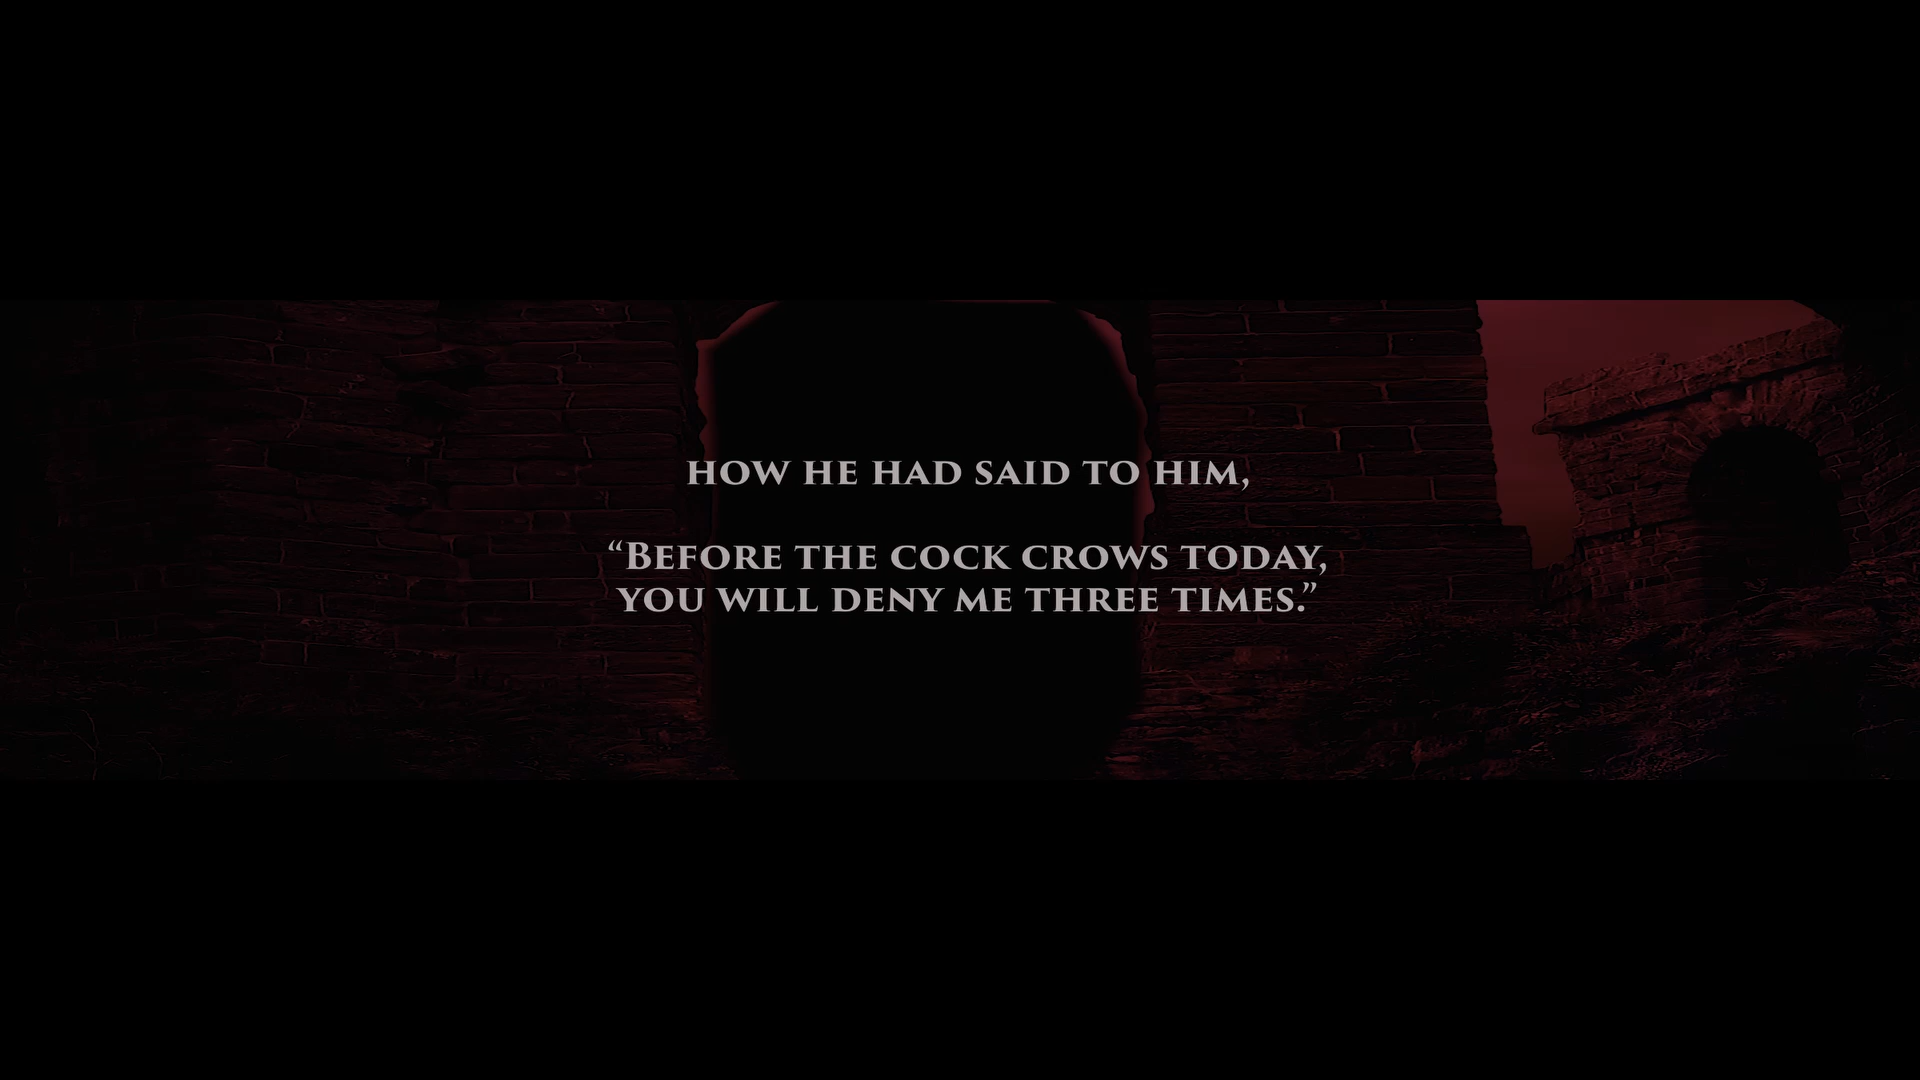 HOW HE HAD SAID TO HIM,
“BEFORE THE COCK CROWS TODAY,
YOU WILL DENY ME THREE TIMES.”